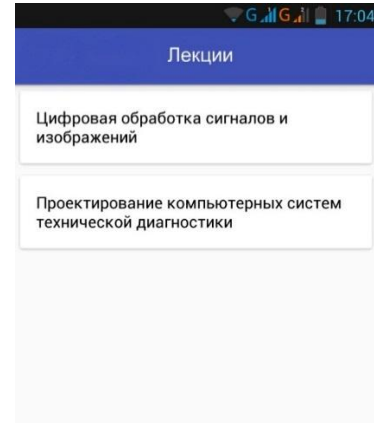 G G 17:04
Лекции
Цифровая обработка сигналов и
изображений
Проектирование компьютерных систем
технической диагностики